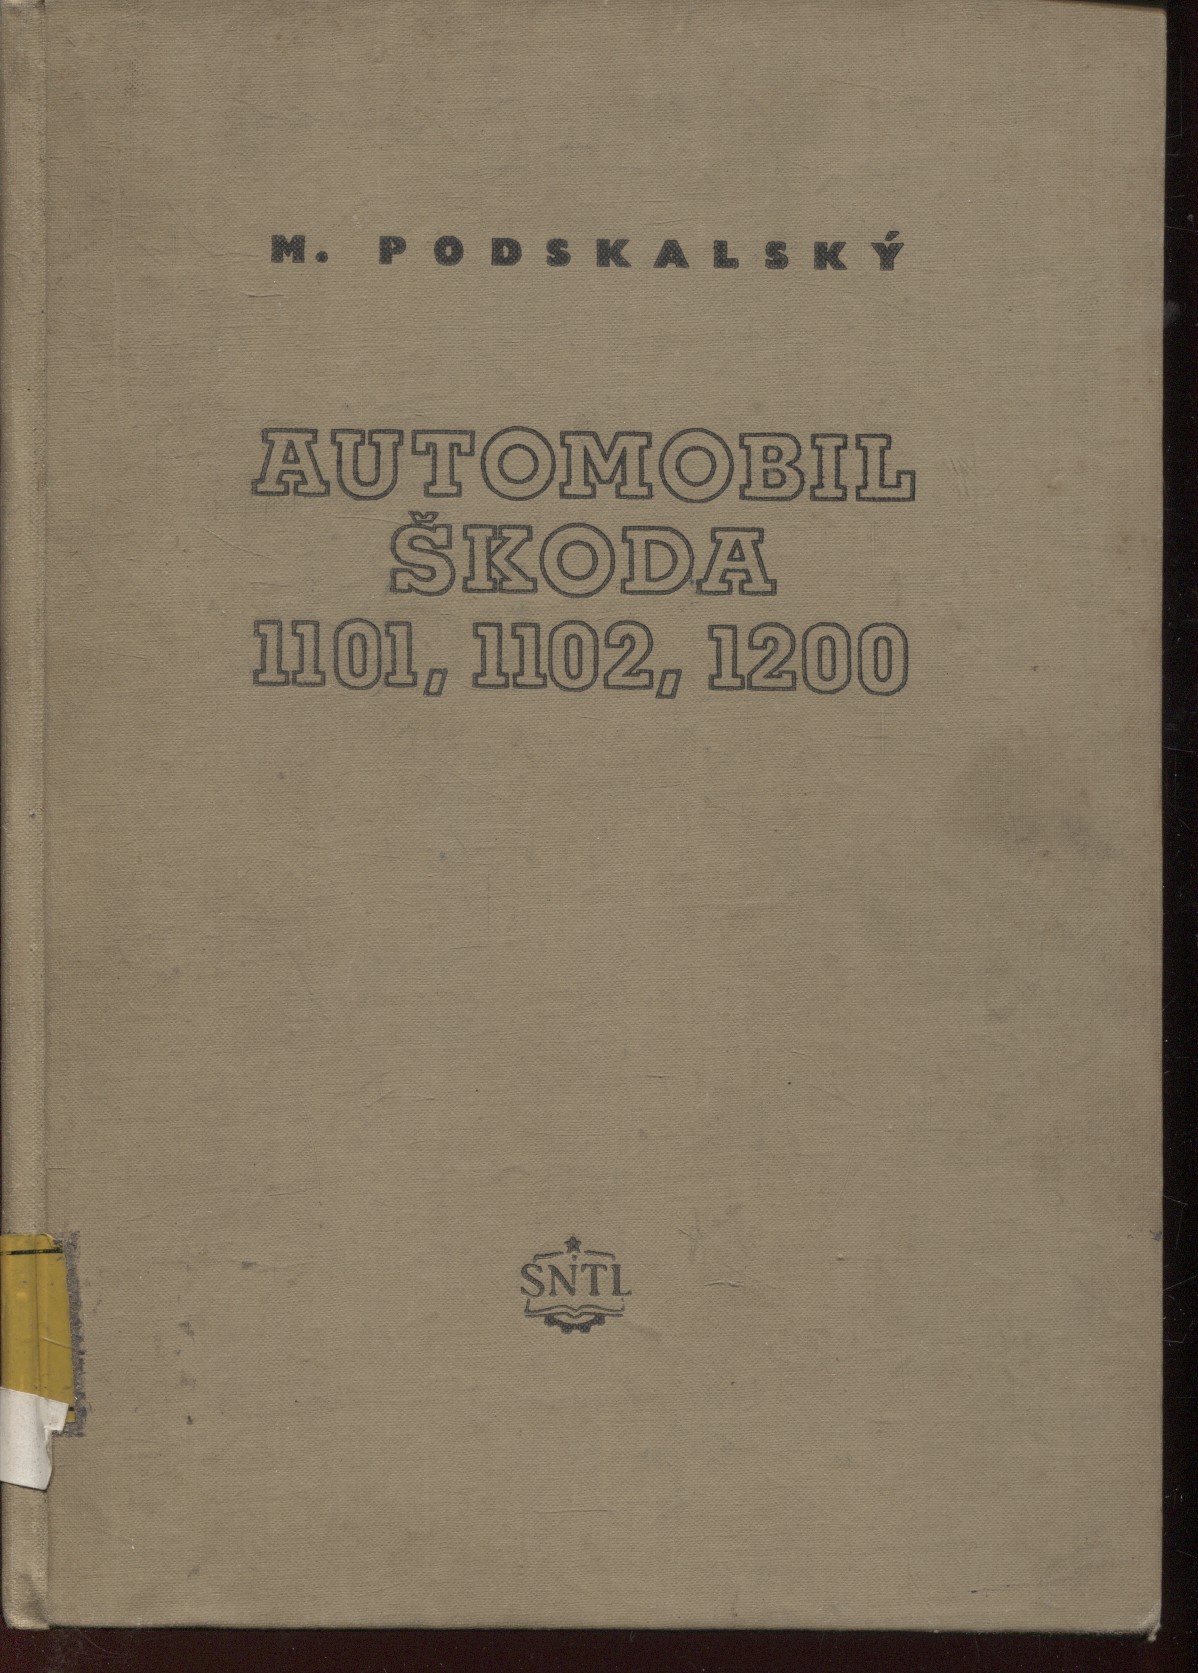 M. PODSKALSKÝ
AUTOMOBIL
ŠKODA
1101, 1102, 1200
SNTL